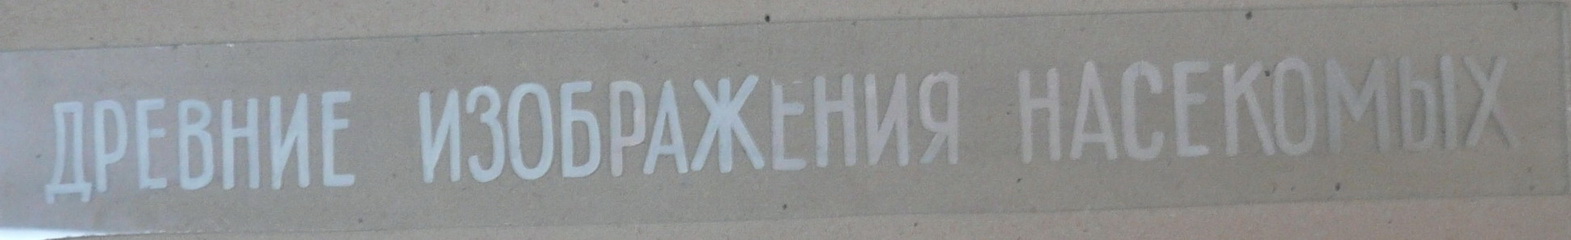 ДРЕВНИЕ ИЗОБРАЖЕНИЯ НАСЕКОМЫХ